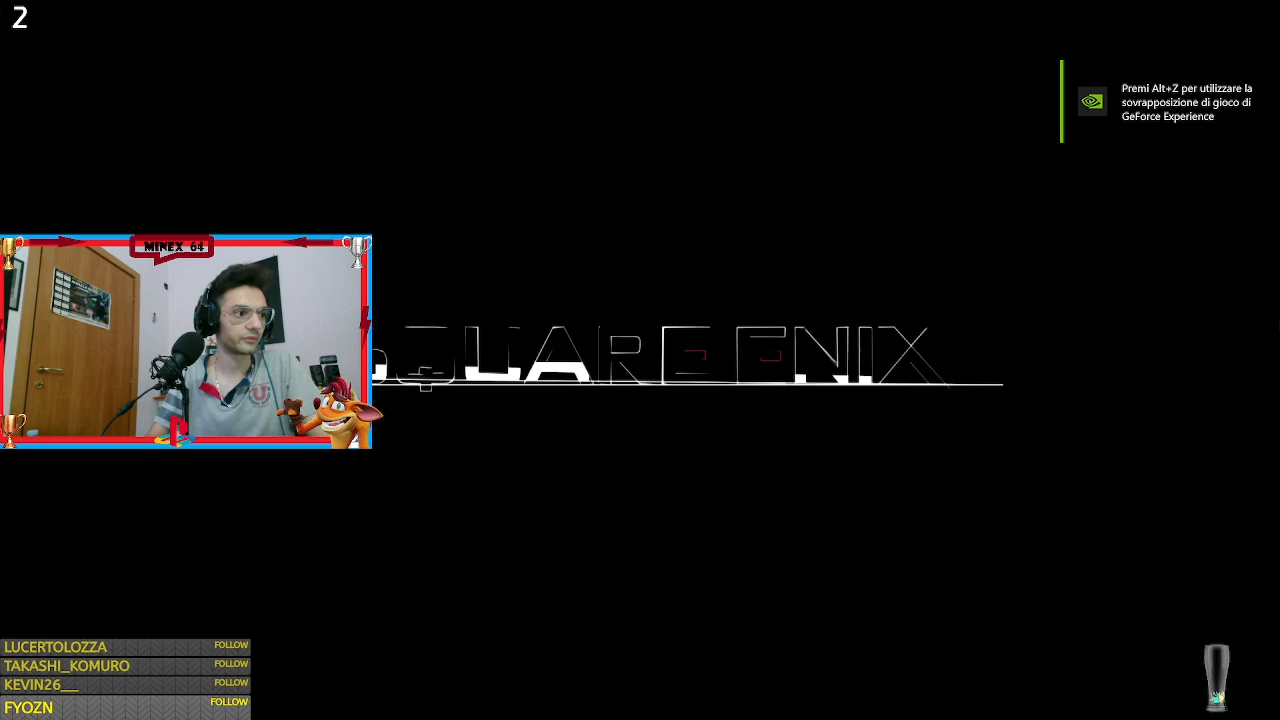 2
Premi Alt+Z per utilizzare la
sovrapposizione di gioco di
GeForce Experience
MINEX 64
SQUARE ENIX
LUCERTOLOZZA FOLLOW
TAKASHI_KOMURO FOLLOW
KEVIN26__ FOLLOW
FYOZN FOLLOW